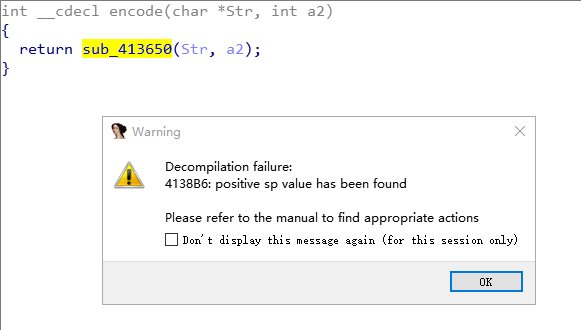 int __cdecl encode(char *Str, int a2)
{
  return sub_413650(Str, a2);
}
Warning
Decompilation failure:
4138B6: positive sp value has been found
Please refer to the manual to find appropriate actions
Don't display this message again (for this session only)
OK